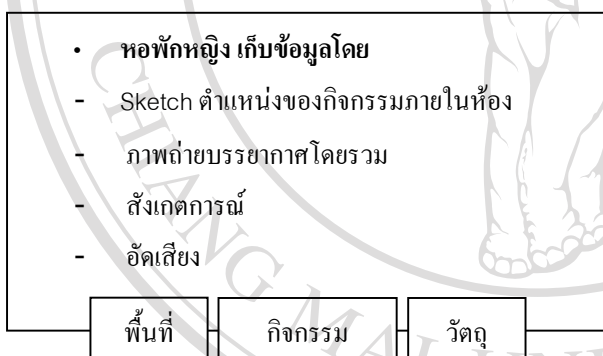 • หอพักหญิง เก็บข้อมูลโดย
- Sketch ตำแหน่งของกิจกรรมภายในห้อง
- ภาพถ่ายบรรยากาศโดยรวม
- สังเกตการณ์
- อัดเสียง
พื้นที่ กิจกรรม วัตถุ
CHIANG MAI